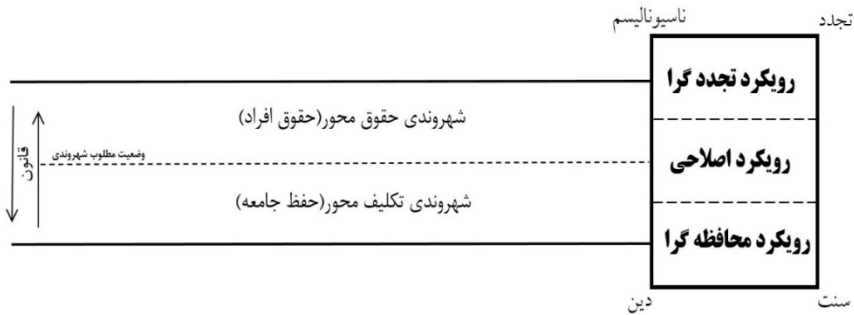 تجدد
ناسیونالیسم
رویکرد تجدد گرا
شهروندی حقوق محور(حقوق افراد)
رویکرد اصلاحی
وضعیت مطلوب شهروندی
قانون
شهروندی تکلیف محور(حفظ جامعه)
رویکرد محافظه گرا
سنت
دین